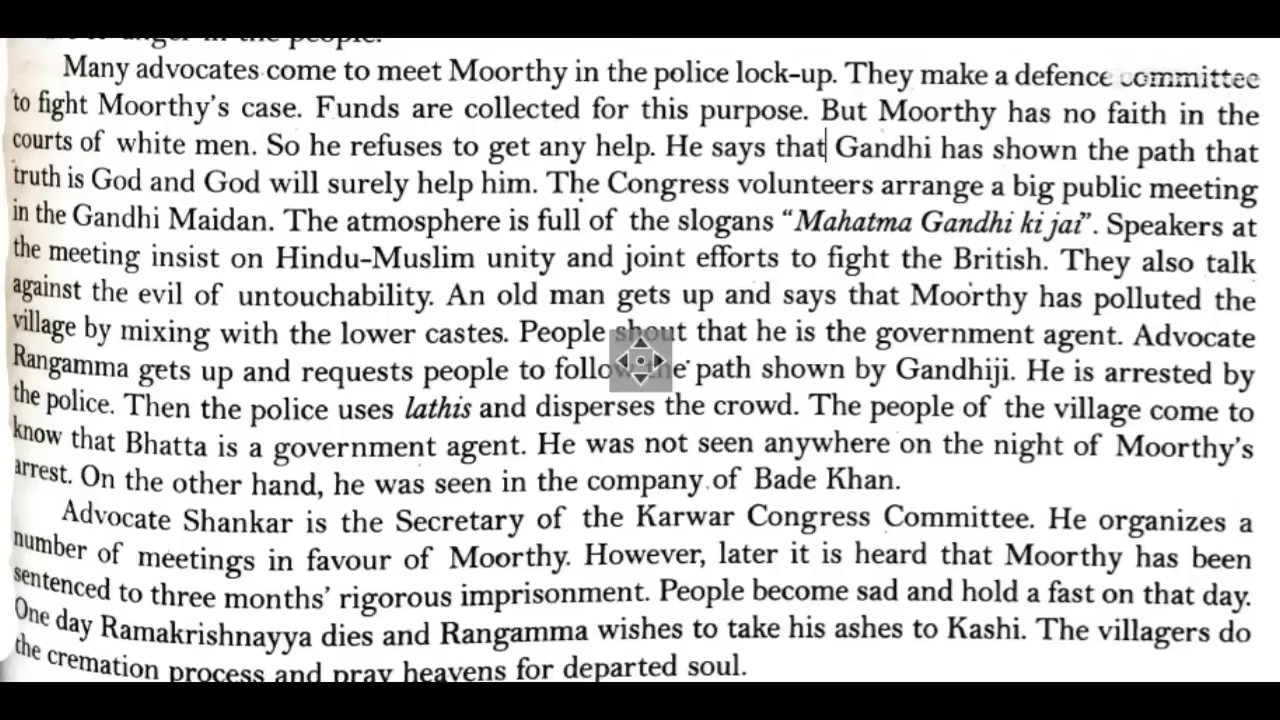 Many advocates come to meet Moorthy in the police lock-up. They make a defence committee
to fight Moorthy's case. Funds are collected for this purpose. But Moorthy has no faith in the
courts of white men. So he refuses to get any help. He says that Gandhi has shown the path that
truth is God and God will surely help him. The Congress volunteers arrange a big public meeting
in the Gandhi Maidan. The atmosphere is full of the slogans "Mahatma Gandhi ki jai". Speakers at
the meeting insist on Hindu-Muslim unity and joint efforts to fight the British. They also talk
against the evil of untouchability. An old man gets up and says that Moorthy has polluted the
village by mixing with the lower castes. People shout that he is the government agent. Advocate
Rangamma gets up and requests people to follow the path shown by Gandhiji. He is arrested by
the police. Then the police uses lathis and disperses the crowd. The people of the village come to
know that Bhatta is a government agent. He was not seen anywhere on the night of Moorthy's
arrest. On the other hand, he was seen in the company of Bade Khan.
Advocate Shankar is the Secretary of the Karwar Congress Committee. He organizes a
number of meetings in favour of Moorthy. However, later it is heard that Moorthy has been
sentenced to three months' rigorous imprisonment. People become sad and hold a fast on that day.
One day Ramakrishnayya dies and Rangamma wishes to take his ashes to Kashi. The villagers do
the cremation process and pray heavens for departed soul.